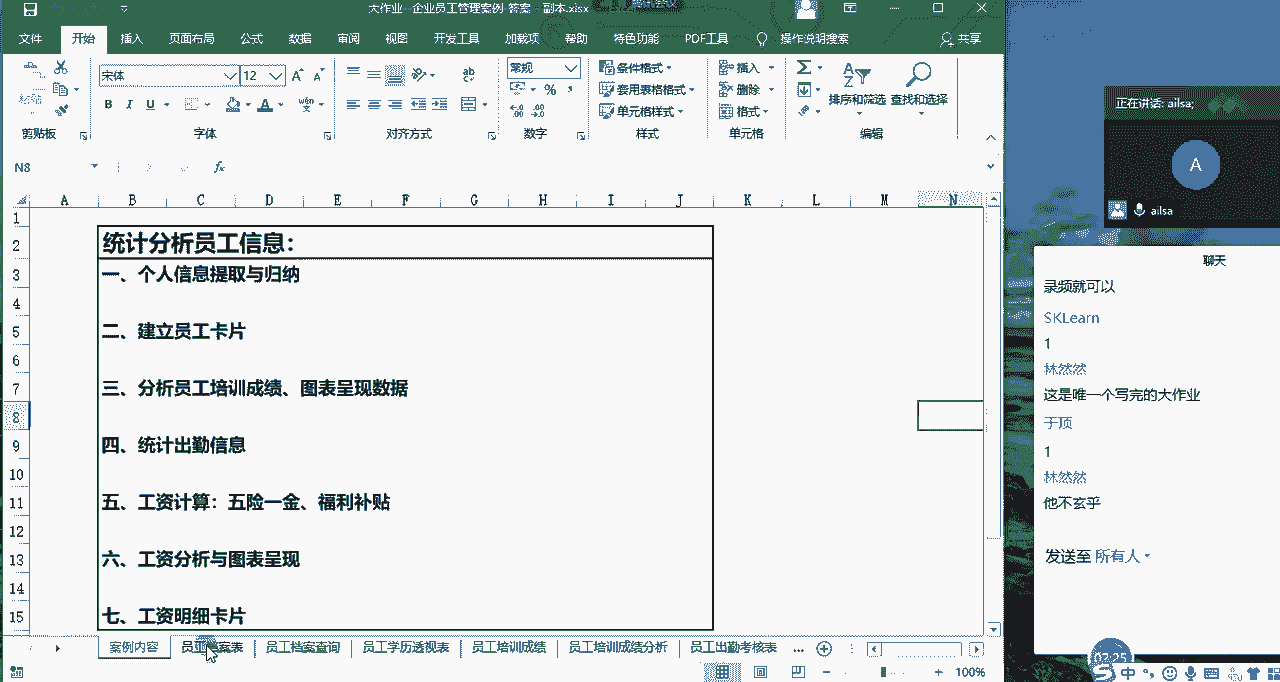 大作业--企业员工管理案例-答案 - 副本.xlsx
文件 开始 插入 页面布局 公式 数据 审阅 视图 开发工具 加载项 帮助 特色功能 PDF工具 操作说明搜索 共享
宋体 12 常规
B I U A
条件格式
套用表格格式
单元格样式
插入
删除
格式
排序和筛选 查找和选择
粘贴
剪贴板 字体 对齐方式 数字 样式 单元格 编辑
N8 fx
A B C D E F G H I J K L M N
1
2 统计分析员工信息：
3 一、个人信息提取与归纳
4
5 二、建立员工卡片
6
7 三、分析员工培训成绩、图表呈现数据
8
9 四、统计出勤信息
10
11 五、工资计算：五险一金、福利补贴
12
13 六、工资分析与图表呈现
14
15 七、工资明细卡片
案例内容 员工档案表 员工档案查询 员工学历透视表 员工培训成绩 员工培训成绩分析 员工出勤考核表 ...
100%
正在讲话: ailsa;
A
ailsa
聊天
录频就可以
SKLearn
1
林然然
这是唯一个写完的大作业
于顶
1
林然然
他不玄乎
发送至 所有人
02:25
中